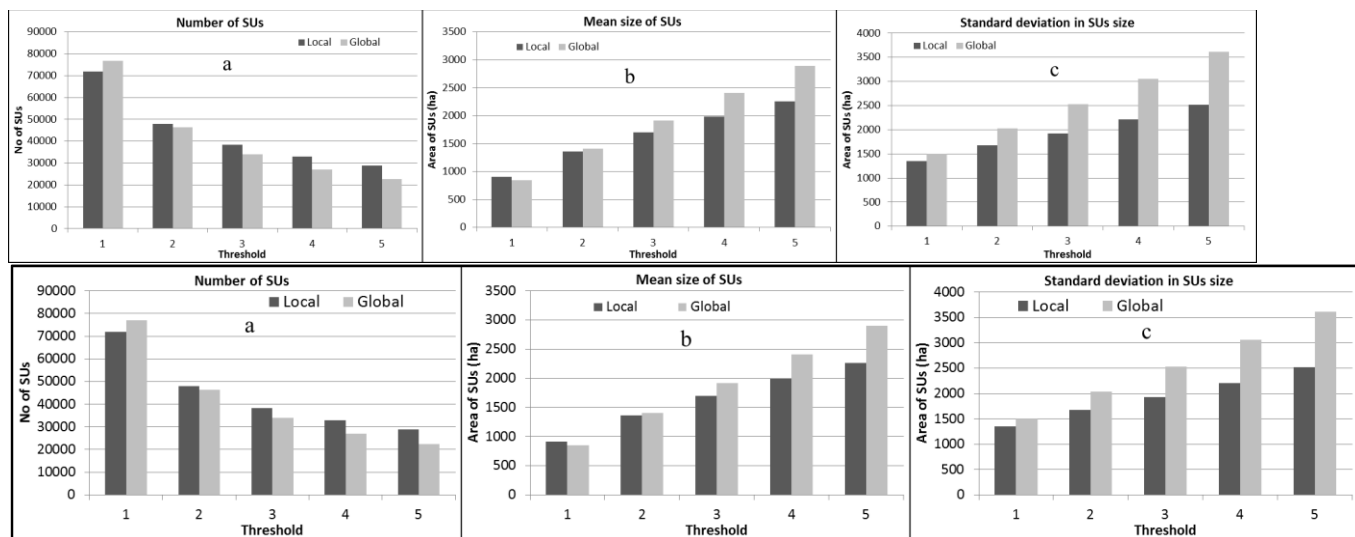 Number of SUs
Local Global
a
No of SUs
90000
80000
70000
60000
50000
40000
30000
20000
10000
0
1 2 3 4 5
Threshold
Mean size of SUs
Local Global
b
Area of SUs (ha)
3500
3000
2500
2000
1500
1000
500
0
1 2 3 4 5
Threshold
Standard deviation in SUs size
Local Global
c
Area of SUs (ha)
4000
3500
3000
2500
2000
1500
1000
500
0
1 2 3 4 5
Threshold
Number of SUs
Local Global
a
No of SUs
90000
80000
70000
60000
50000
40000
30000
20000
10000
0
1 2 3 4 5
Threshold
Mean size of SUs
Local Global
b
Area of SUs (ha)
3500
3000
2500
2000
1500
1000
500
0
1 2 3 4 5
Threshold
Standard deviation in SUs size
Local Global
c
Area of SUs (ha)
4000
3500
3000
2500
2000
1500
1000
500
0
1 2 3 4 5
Threshold